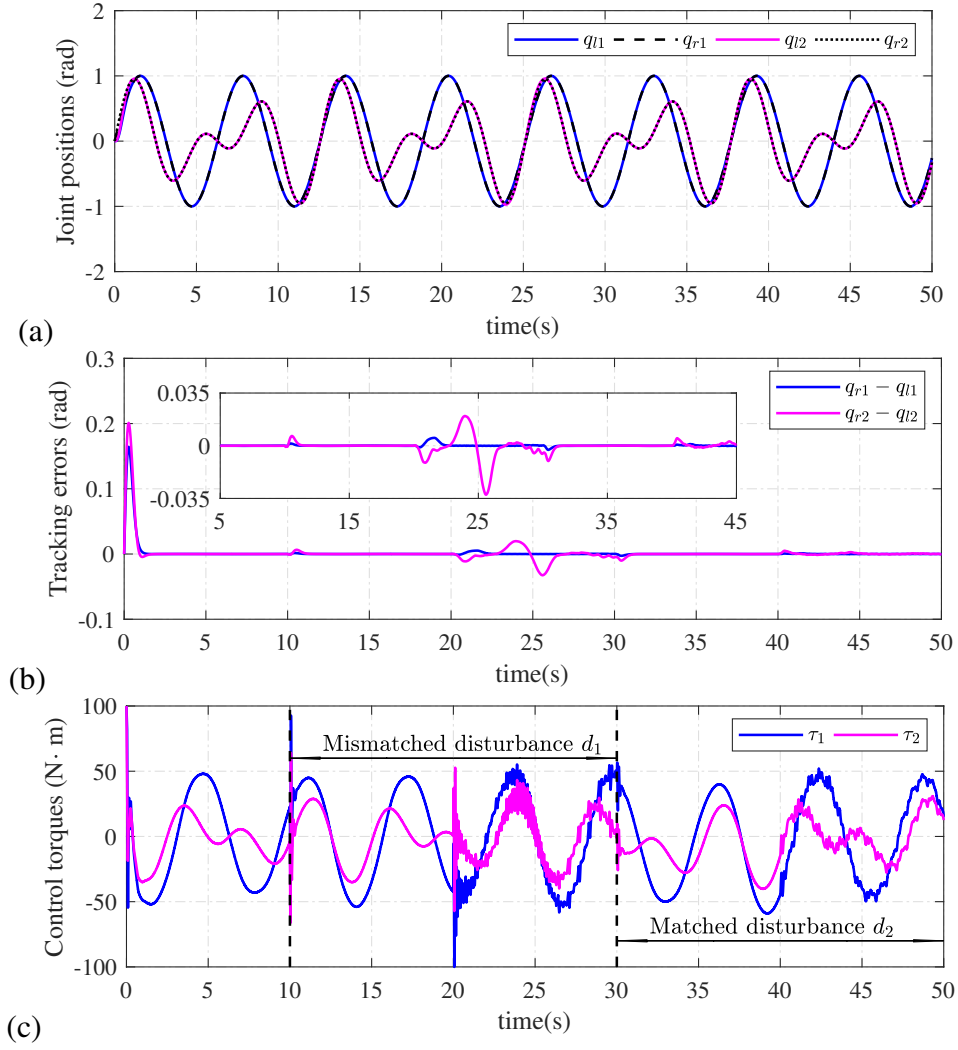 q_{l1} q_{r1} q_{l2} q_{r2}
Joint positions (rad)
2
1
0
-1
-2
0 5 10 15 20 25 30 35 40 45 50
time(s)
(a)
Tracking errors (rad)
0.3
0.2
0.1
0
-0.1
q_{r1} − q_{l1}
q_{r2} − q_{l2}
0.035
0
-0.035
5 15 25 35 45
0 5 10 15 20 25 30 35 40 45 50
time(s)
(b)
Control torques (N· m)
100
50
0
-50
-100
τ_1 τ_2
Mismatched disturbance d_1
Matched disturbance d_2
0 5 10 15 20 25 30 35 40 45 50
time(s)
(c)